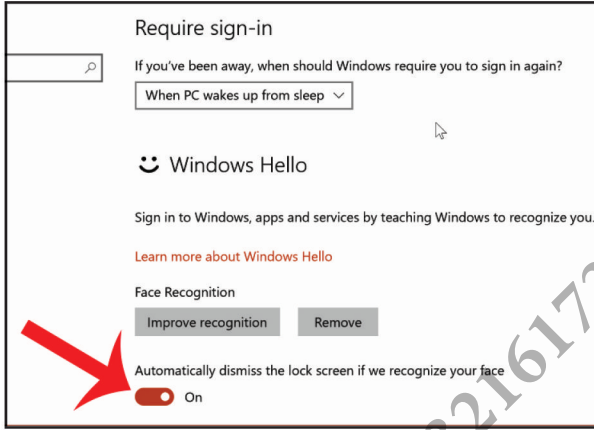 Require sign-in
If you've been away, when should Windows require you to sign in again?
When PC wakes up from sleep
Windows Hello
Sign in to Windows, apps and services by teaching Windows to recognize you.
Learn more about Windows Hello
Face Recognition
Improve recognition Remove
Automatically dismiss the lock screen if we recognize your face
On